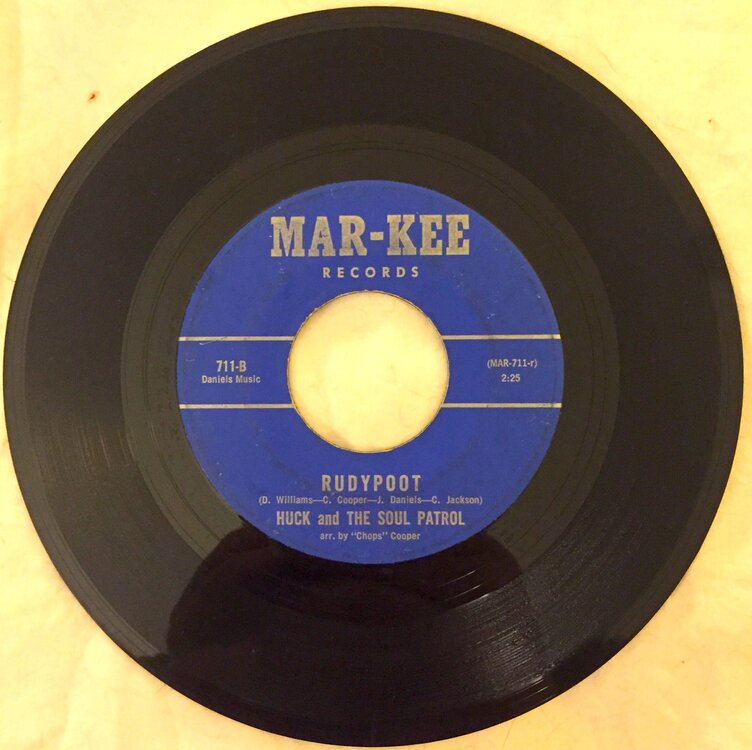 MAR-KEE
RECORDS
711-B
Daniels Music
(MAR-711-r)
2:25
RUDYPOOT
(D. Williams—C. Cooper—J. Daniels—C. Jackson)
HUCK and THE SOUL PATROL
arr. by "Chops" Cooper